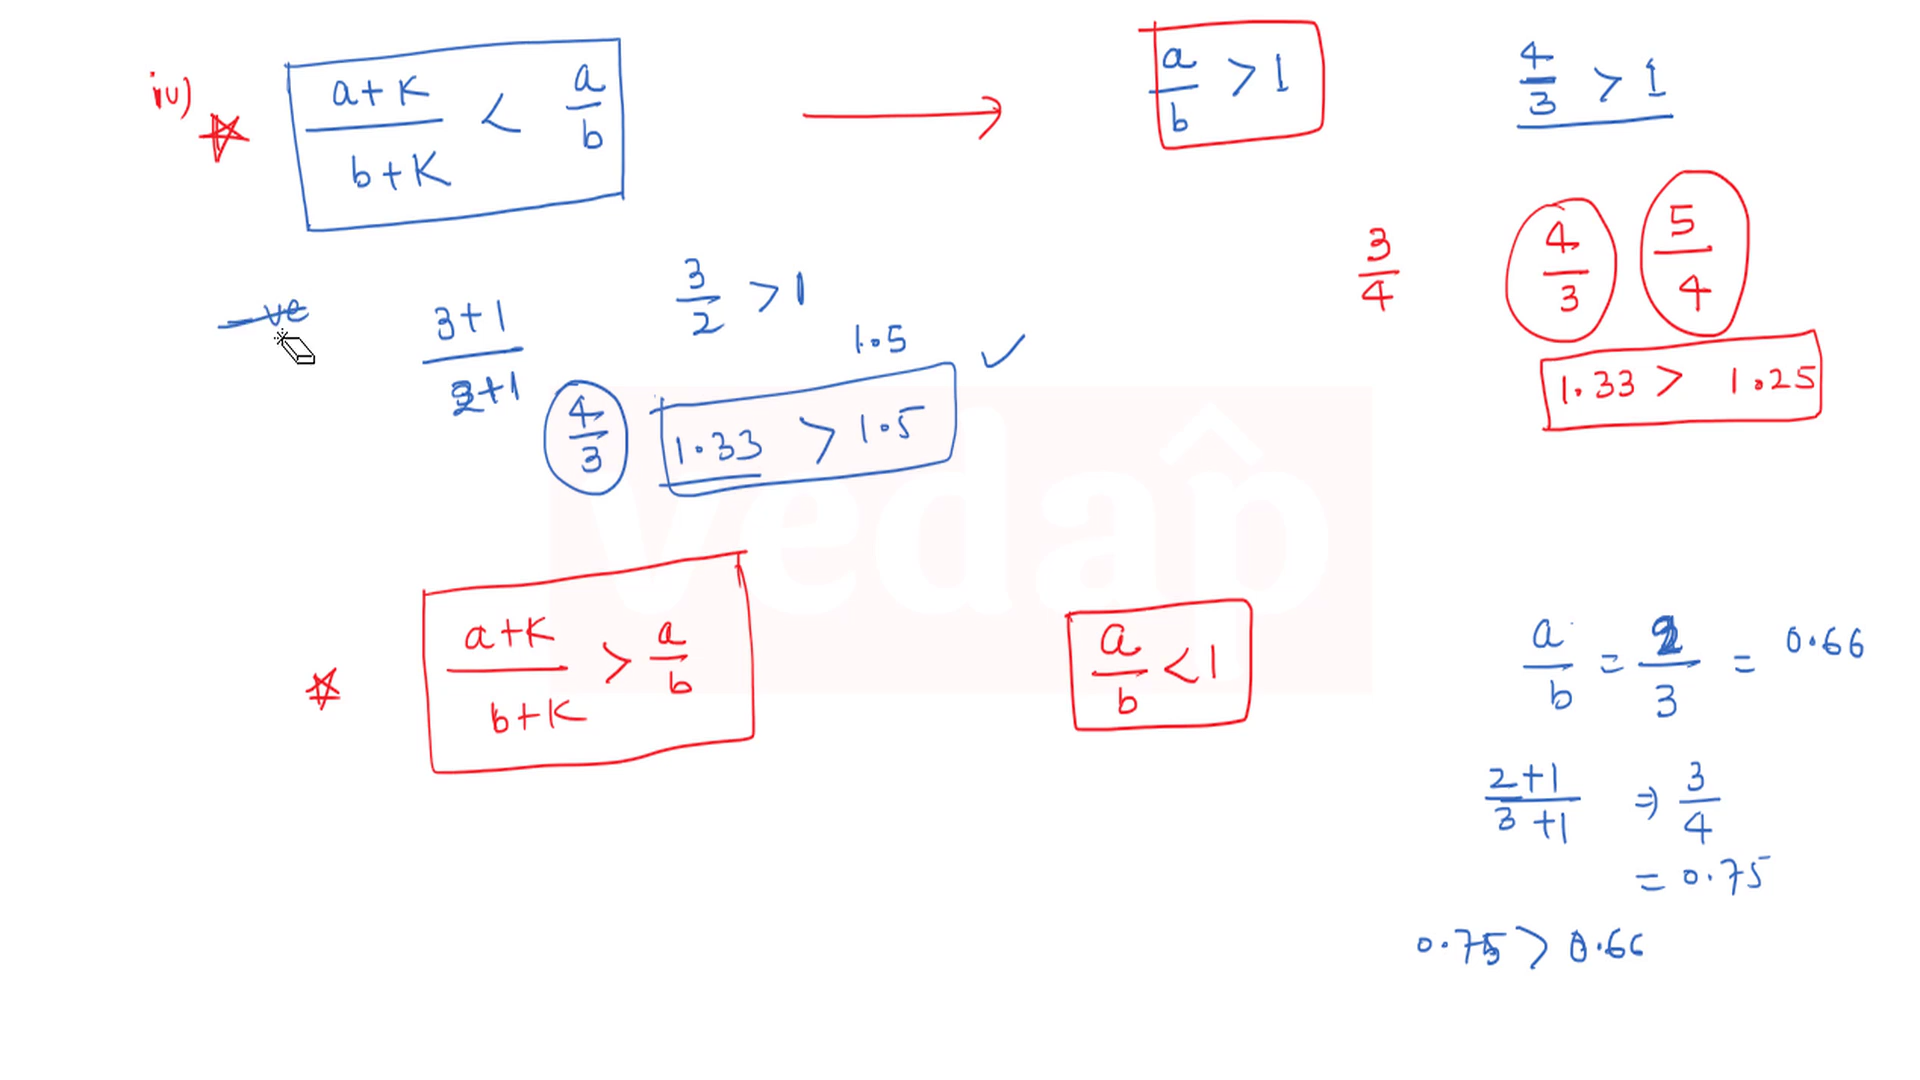 iv) (a+K)/(b+K) < a/b → a/b > 1 4/3 > 1
3/4 4/3 5/4
-ve (3+1)/(2+1) 3/2 > 1
1.5
1.33 > 1.25
4/3 1.33 > 1.5
vedap
(a+K)/(b+K) > a/b a/b < 1 a/b = 2/3 = 0.66
(2+1)/(3+1) ⇒ 3/4
= 0.75
0.75 > 0.66